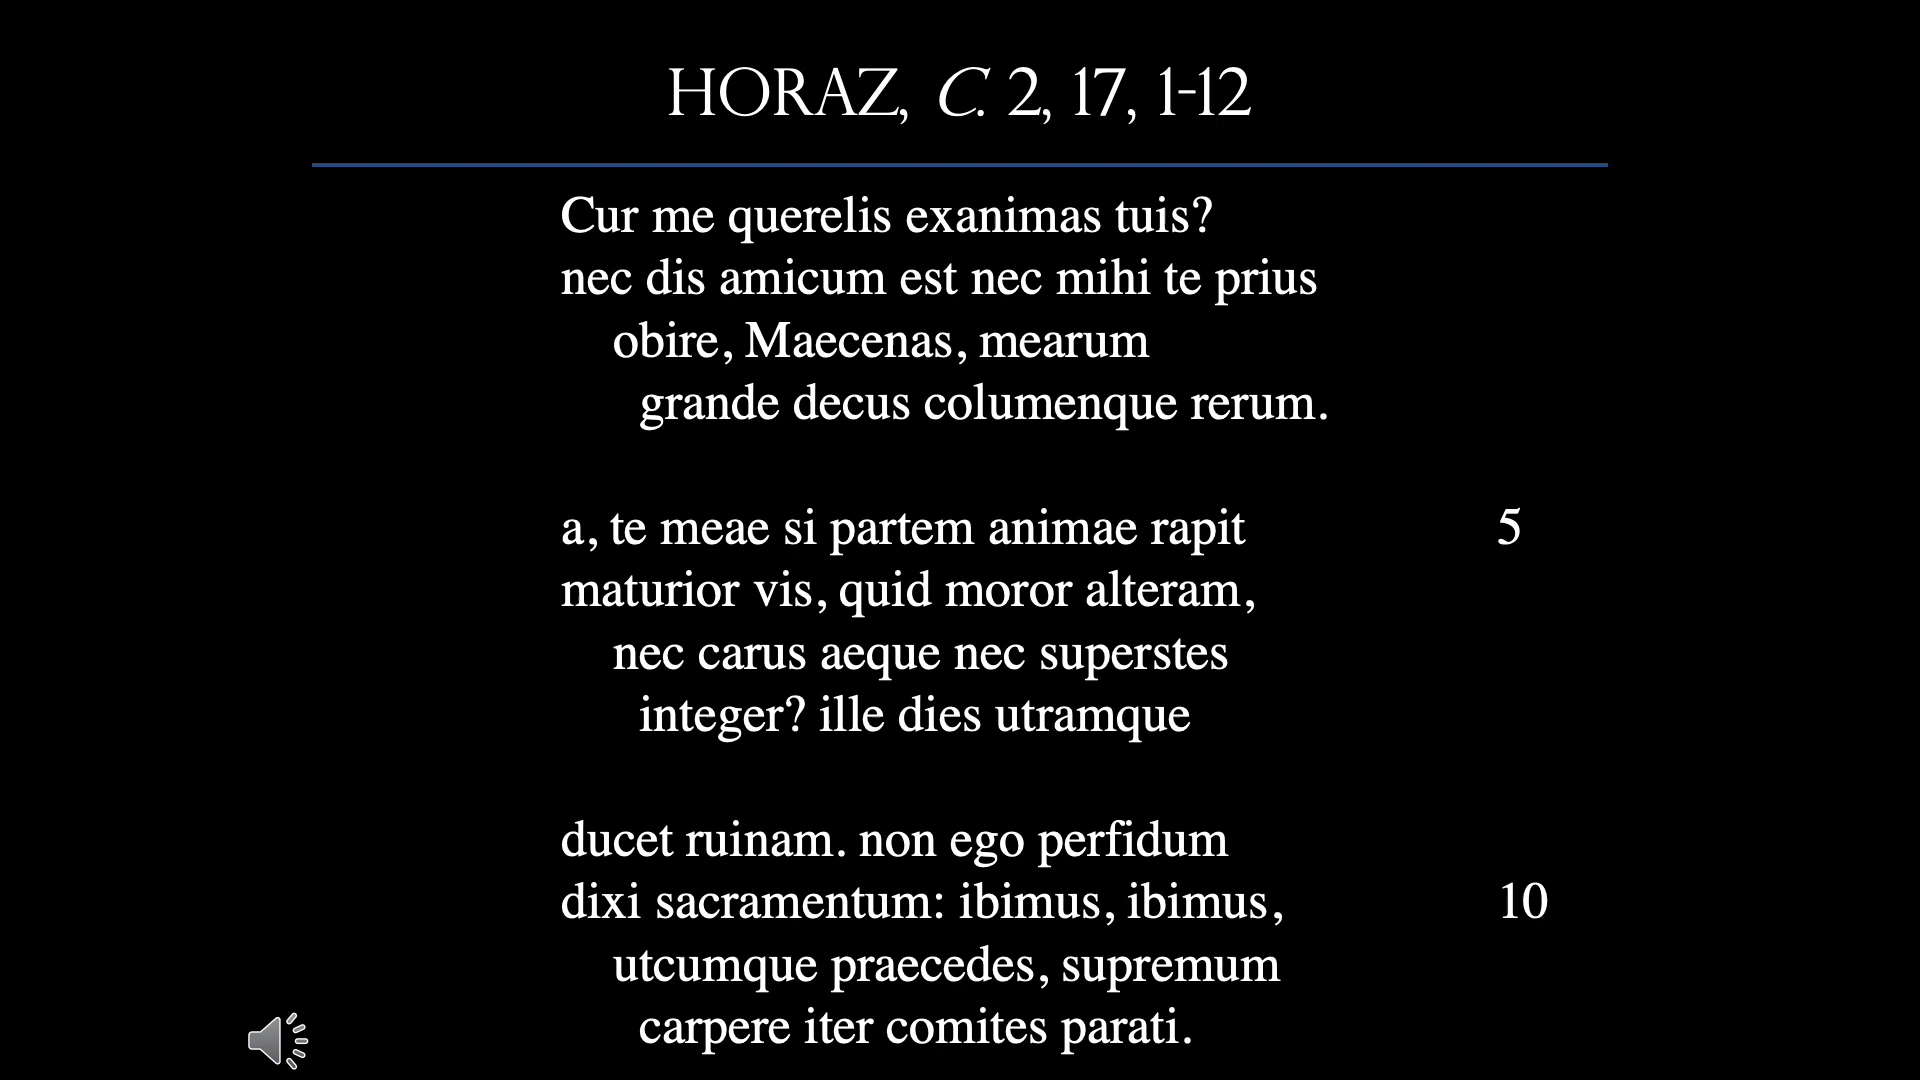 HORAZ, C. 2, 17, 1-12
Cur me querelis exanimas tuis?
nec dis amicum est nec mihi te prius
obire, Maecenas, mearum
grande decus columenque rerum.
a, te meae si partem animae rapit 5
maturior vis, quid moror alteram,
nec carus aeque nec superstes
integer? ille dies utramque
ducet ruinam. non ego perfidum
dixi sacramentum: ibimus, ibimus, 10
utcumque praecedes, supremum
carpere iter comites parati.